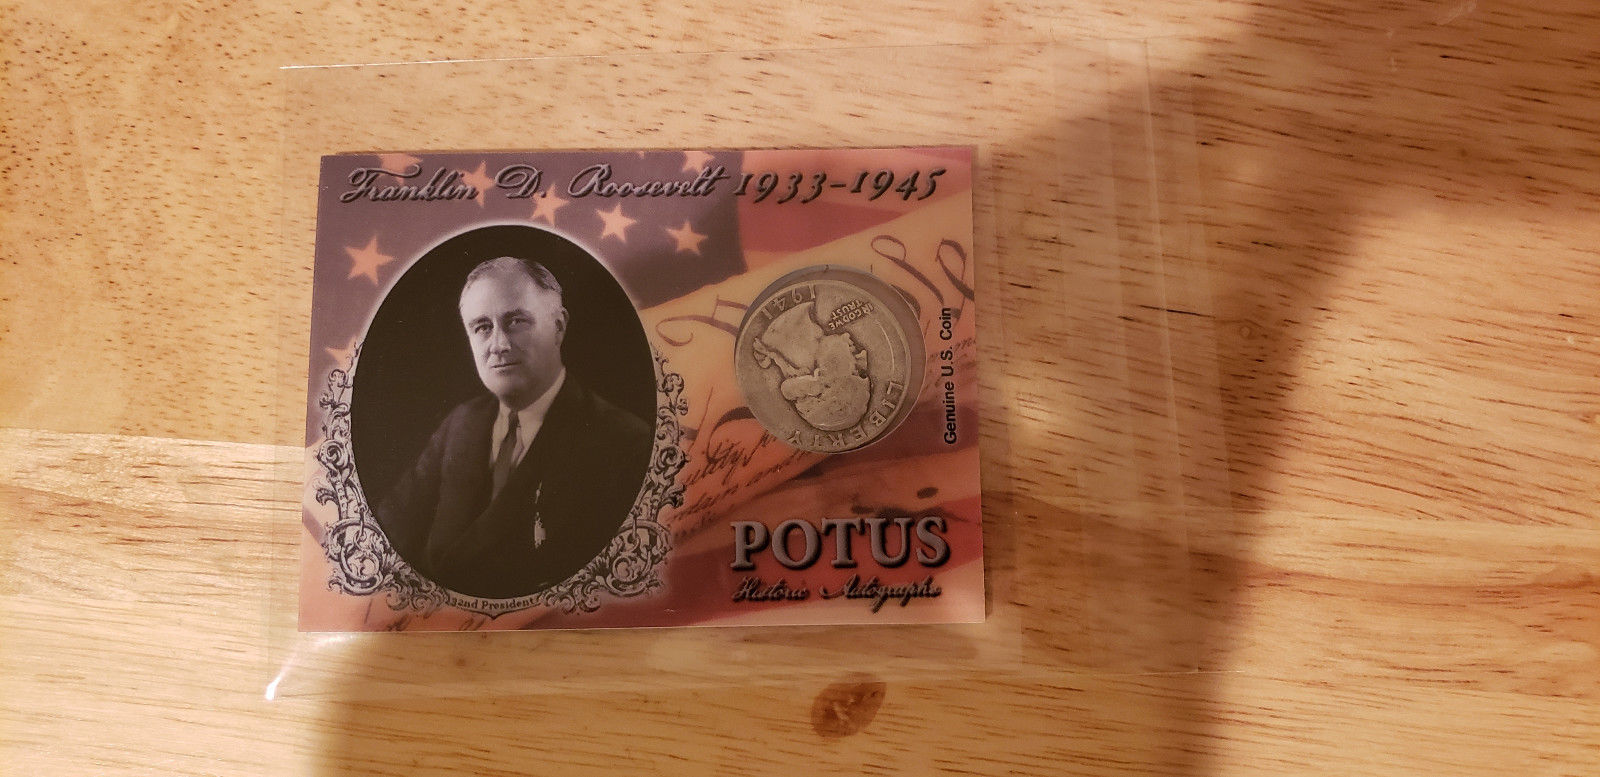 Franklin D. Roosevelt 1933-1945
1941
IN GOD WE
TRUST
LIBERTY
Genuine U.S. Coin
32nd President
POTUS
Historic Autographs